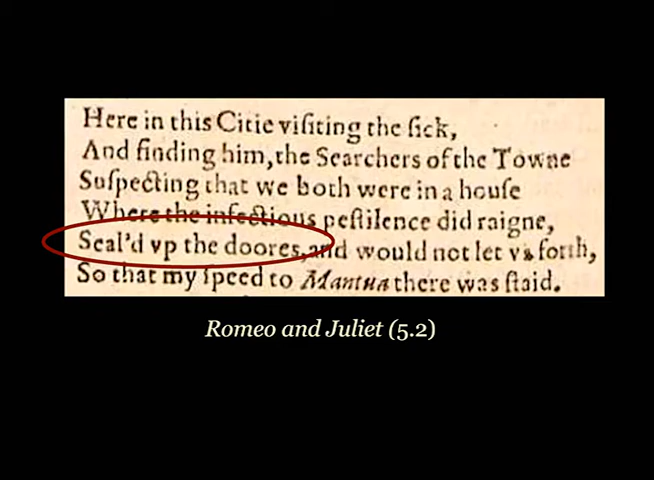 Here in this Citie viſiting the ſick,
And finding him, the Searchers of the Towne
Suſpecting that we both were in a houſe
Where the infectious peſtilence did raigne,
Seal'd vp the doores, and would not let vs forth,
So that my ſpeed to Mantua there was ſtaid.
Romeo and Juliet (5.2)